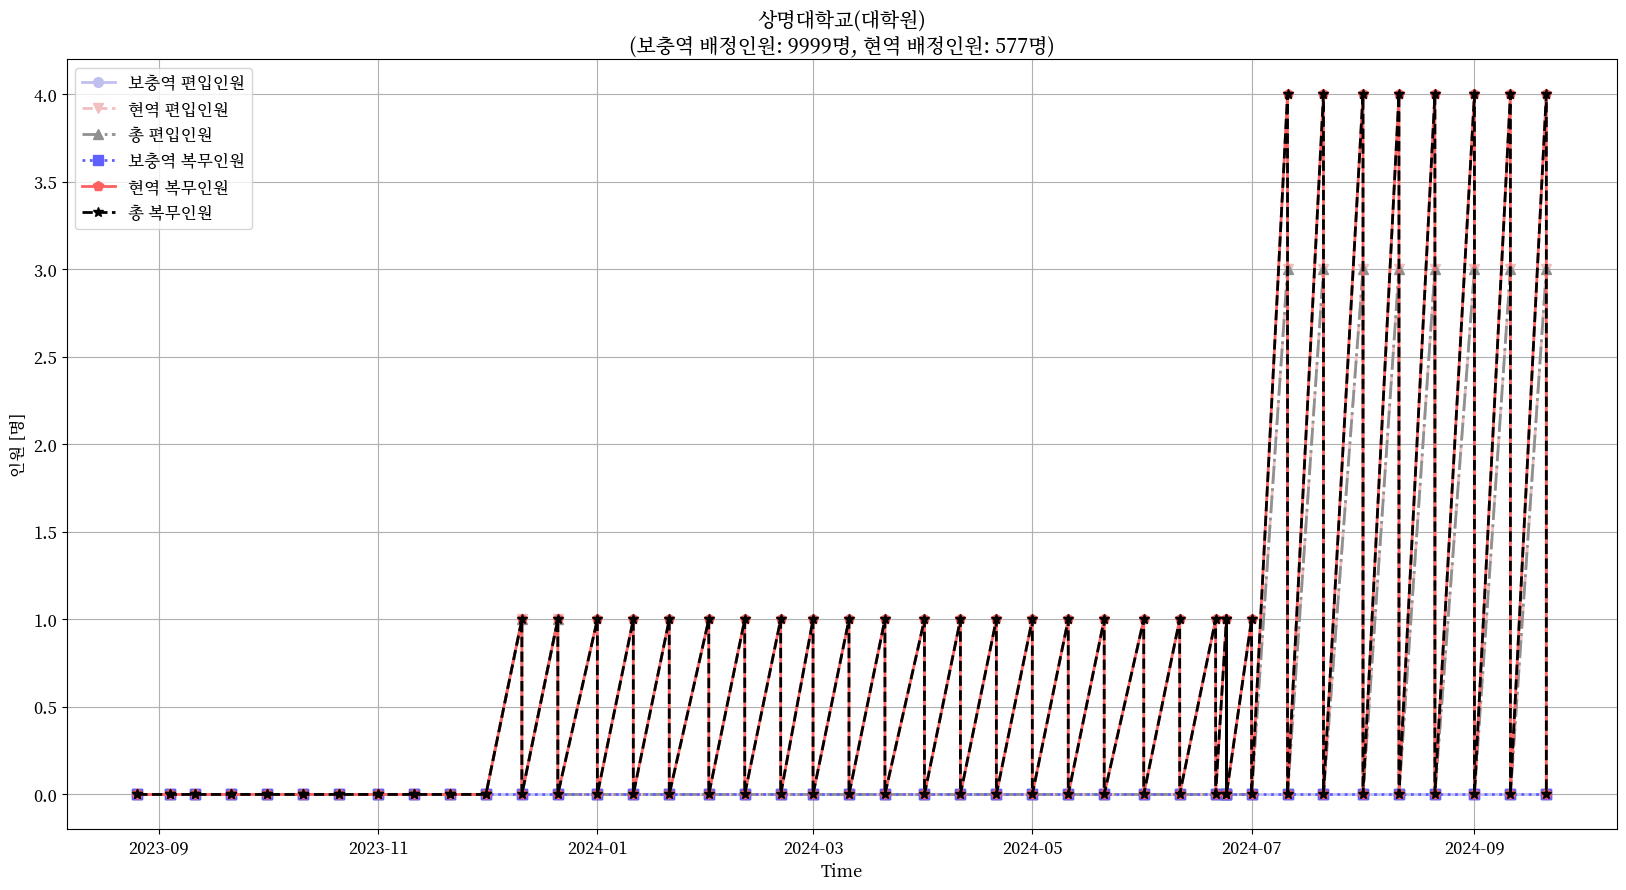 상명대학교(대학원)
(보충역 배정인원: 9999명, 현역 배정인원: 577명)
보충역 편입인원
현역 편입인원
총 편입인원
보충역 복무인원
현역 복무인원
총 복무인원
4.0
3.5
3.0
2.5
2.0
1.5
1.0
0.5
0.0
인원 [명]
2023-09 2023-11 2024-01 2024-03 2024-05 2024-07 2024-09
Time